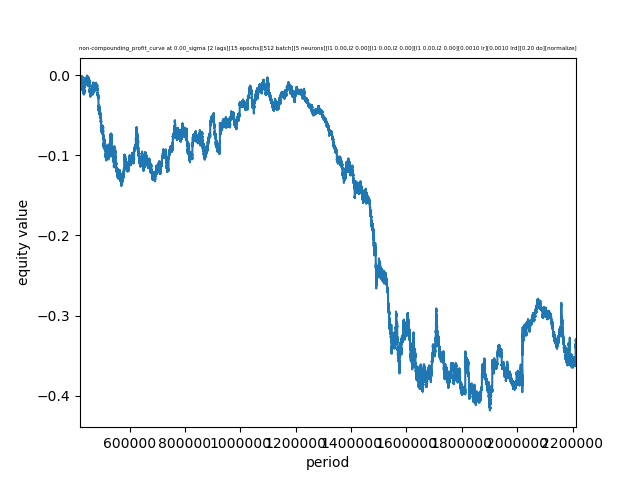 non-compounding_profit_curve at 0.00_sigma [2 lags][15 epochs][512 batch][5 neurons][l1 0.00,l2 0.00][l1 0.00,l2 0.00][l1 0.00,l2 0.00][0.0010 lr][0.0010 lrd][0.20 do][normalize]
0.0
−0.1
−0.2
−0.3
−0.4
equity value
600000 800000 1000000 1200000 1400000 1600000 1800000 2000000 2200000
period